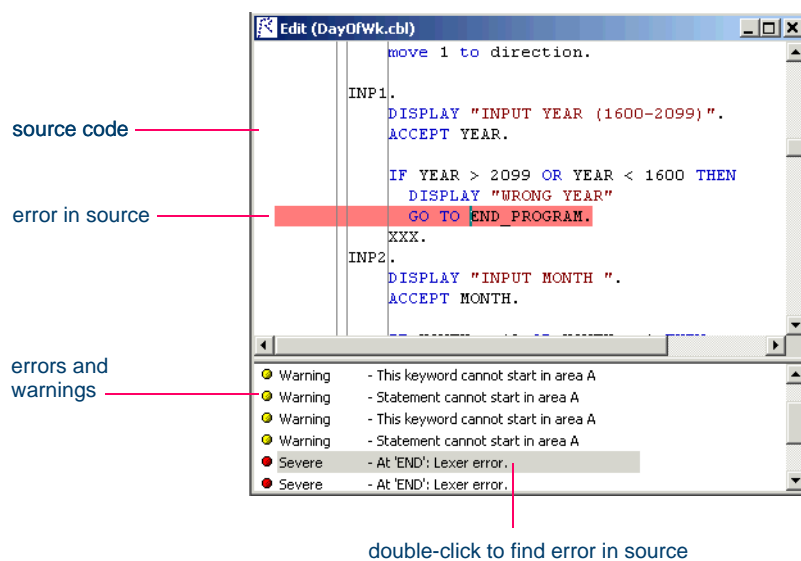 Edit (DayOfWk.cbl)
move 1 to direction.
INP1.
DISPLAY "INPUT YEAR (1600-2099)".
ACCEPT YEAR.
IF YEAR > 2099 OR YEAR < 1600 THEN
DISPLAY "WRONG YEAR"
GO TO END_PROGRAM.
XXX.
INP2.
DISPLAY "INPUT MONTH ".
ACCEPT MONTH.
source code
error in source
errors and
warnings
Warning - This keyword cannot start in area A
Warning - Statement cannot start in area A
Warning - This keyword cannot start in area A
Warning - Statement cannot start in area A
Severe - At 'END': Lexer error.
Severe - At 'END': Lexer error.
double-click to find error in source